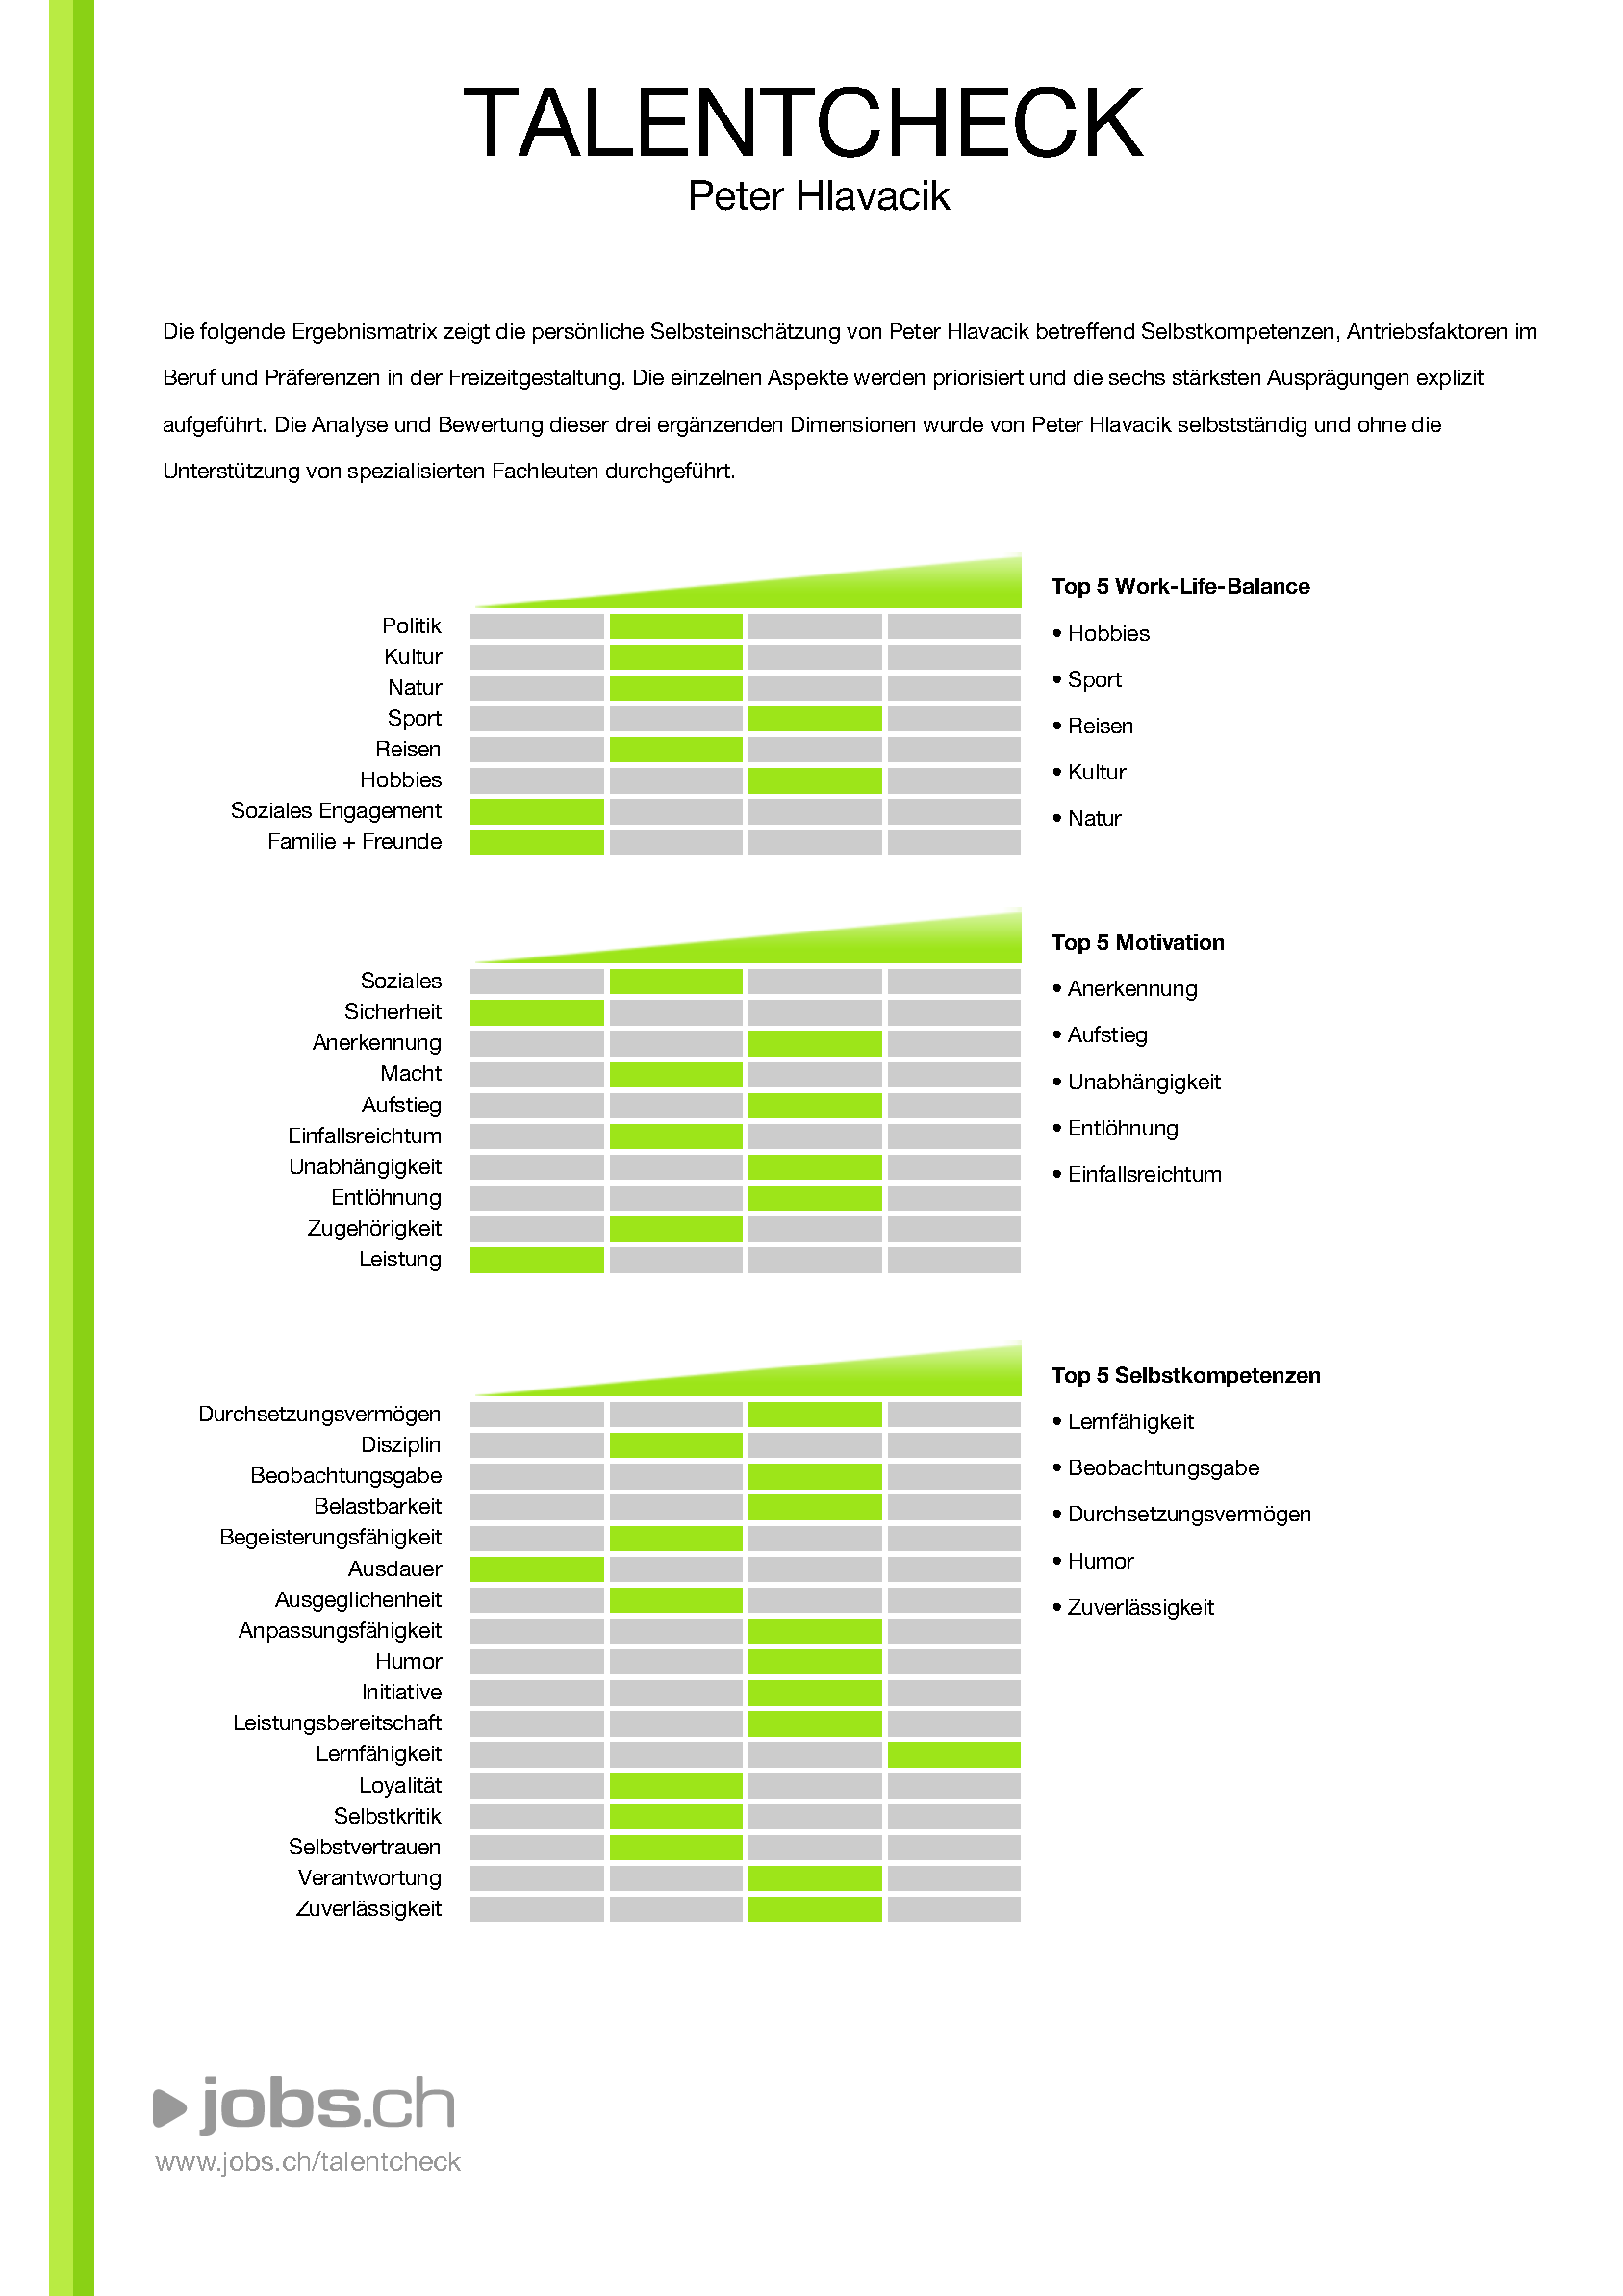 TALENTCHECK
Peter Hlavacik
Die folgende Ergebnismatrix zeigt die persönliche Selbsteinschätzung von Peter Hlavacik betreffend Selbstkompetenzen, Antriebsfaktoren im
Beruf und Präferenzen in der Freizeitgestaltung. Die einzelnen Aspekte werden priorisiert und die sechs stärksten Ausprägungen explizit
aufgeführt. Die Analyse und Bewertung dieser drei ergänzenden Dimensionen wurde von Peter Hlavacik selbstständig und ohne die
Unterstützung von spezialisierten Fachleuten durchgeführt.
Politik
Kultur
Natur
Sport
Reisen
Hobbies
Soziales Engagement
Familie + Freunde
Top 5 Work-Life-Balance
• Hobbies
• Sport
• Reisen
• Kultur
• Natur
Soziales
Sicherheit
Anerkennung
Macht
Aufstieg
Einfallsreichtum
Unabhängigkeit
Entlöhnung
Zugehörigkeit
Leistung
Top 5 Motivation
• Anerkennung
• Aufstieg
• Unabhängigkeit
• Entlöhnung
• Einfallsreichtum
Durchsetzungsvermögen
Disziplin
Beobachtungsgabe
Belastbarkeit
Begeisterungsfähigkeit
Ausdauer
Ausgeglichenheit
Anpassungsfähigkeit
Humor
Initiative
Leistungsbereitschaft
Lernfähigkeit
Loyalität
Selbstkritik
Selbstvertrauen
Verantwortung
Zuverlässigkeit
Top 5 Selbstkompetenzen
• Lernfähigkeit
• Beobachtungsgabe
• Durchsetzungsvermögen
• Humor
• Zuverlässigkeit
jobs.ch
www.jobs.ch/talentcheck